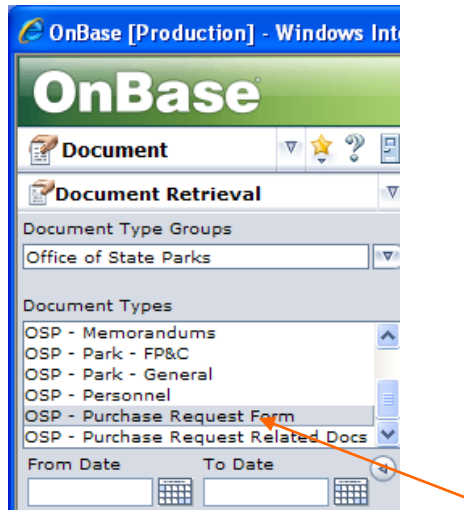 OnBase [Production] - Windows Int
OnBase
Document
Document Retrieval
Document Type Groups
Office of State Parks
Document Types
OSP - Memorandums
OSP - Park - FP&C
OSP - Park - General
OSP - Personnel
OSP - Purchase Request Form
OSP - Purchase Request Related Docs
From Date To Date